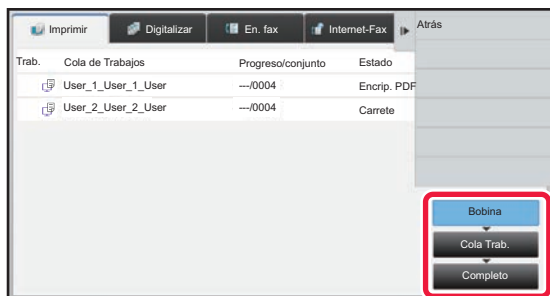 Imprimir Digitalizar En. fax Internet-Fax Atrás
Trab. Cola de Trabajos Progreso/conjunto Estado
User_1_User_1_User ---/0004 Encrip. PDF
User_2_User_2_User ---/0004 Carrete
Bobina
Cola Trab.
Completo